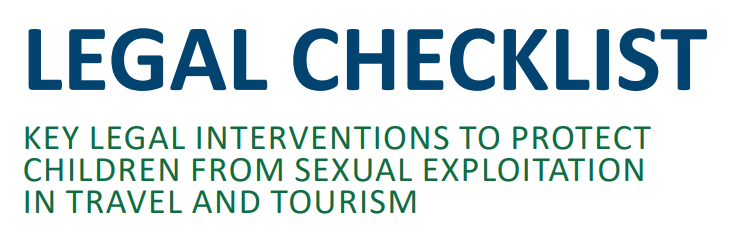 LEGAL CHECKLIST
KEY LEGAL INTERVENTIONS TO PROTECT
CHILDREN FROM SEXUAL EXPLOITATION
IN TRAVEL AND TOURISM